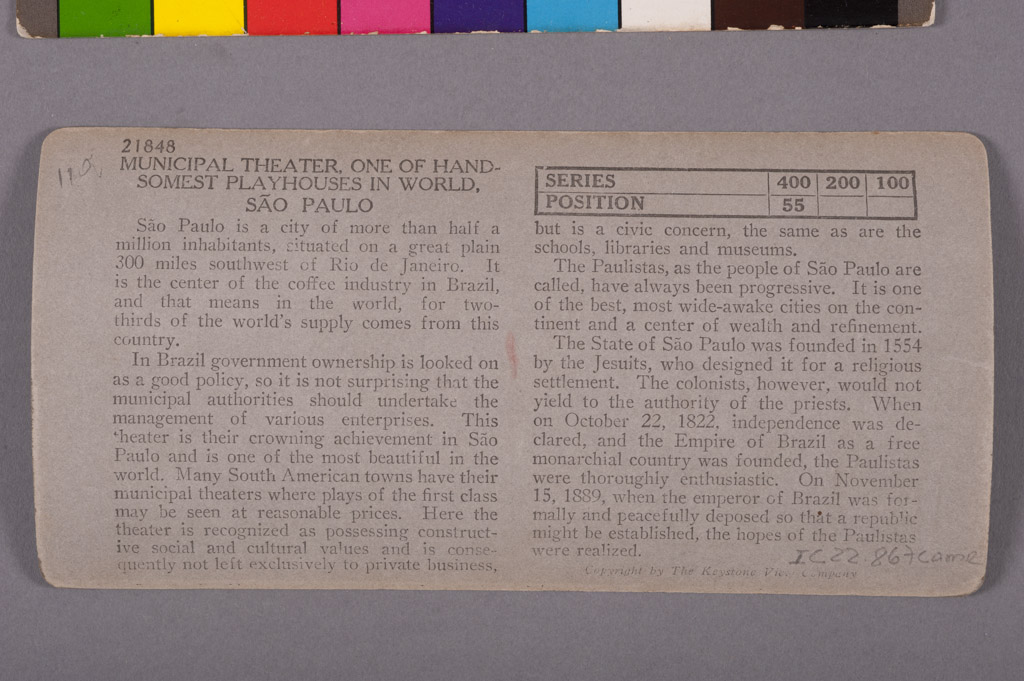 21848
MUNICIPAL THEATER, ONE OF HAND-
SOMEST PLAYHOUSES IN WORLD,
SÃO PAULO
São Paulo is a city of more than half a
million inhabitants, situated on a great plain
300 miles southwest of Rio de Janeiro. It
is the center of the coffee industry in Brazil,
and that means in the world, for two-
thirds of the world's supply comes from this
country.
In Brazil government ownership is looked on
as a good policy, so it is not surprising that the
municipal authorities should undertake the
management of various enterprises. This
theater is their crowning achievement in São
Paulo and is one of the most beautiful in the
world. Many South American towns have their
municipal theaters where plays of the first class
may be seen at reasonable prices. Here the
theater is recognized as possessing construct-
ive social and cultural values and is conse-
quently not left exclusively to private business,
SERIES 400 200 100
POSITION 55
but is a civic concern, the same as are the
schools, libraries and museums.
The Paulistas, as the people of São Paulo are
called, have always been progressive. It is one
of the best, most wide-awake cities on the con-
tinent and a center of wealth and refinement.
The State of São Paulo was founded in 1554
by the Jesuits, who designed it for a religious
settlement. The colonists, however, would not
yield to the authority of the priests. When
on October 22, 1822, independence was de-
clared, and the Empire of Brazil as a free
monarchial country was founded, the Paulistas
were thoroughly enthusiastic. On November
15, 1889, when the emperor of Brazil was for-
mally and peacefully deposed so that a republic
might be established, the hopes of the Paulistas
were realized.
Copyright by The Keystone View Company